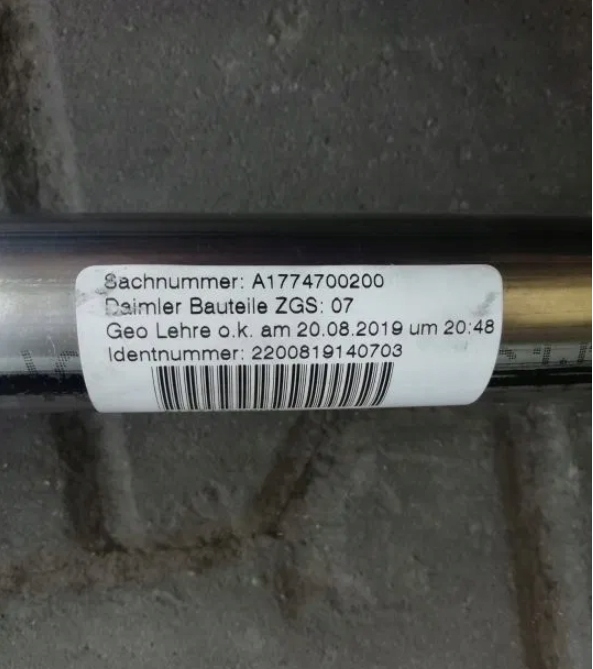 Sachnummer: A1774700200
Daimler Bauteile ZGS: 07
Geo Lehre o.k. am 20.08.2019 um 20:48
Identnummer: 2200819140703